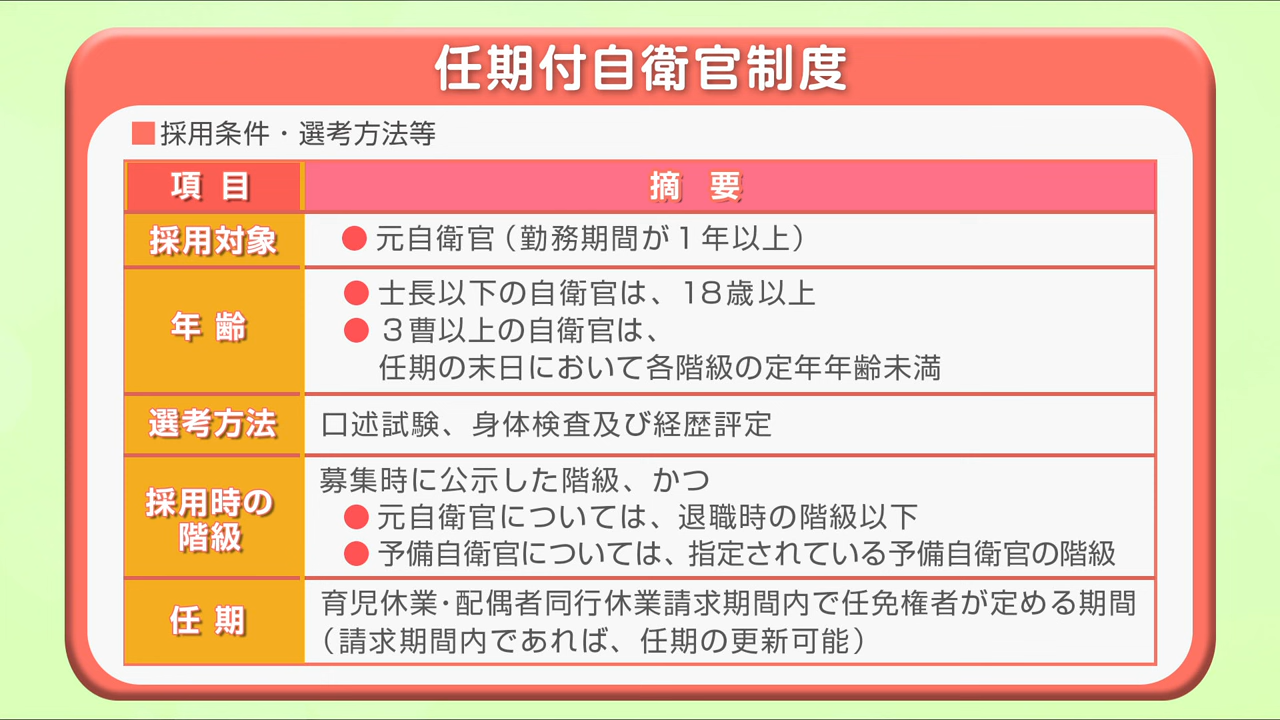 任期付自衛官制度
■採用条件・選考方法等
項 目
摘 要
採用対象
● 元自衛官（勤務期間が１年以上）
年 齢
● 士長以下の自衛官は、18歳以上
● ３曹以上の自衛官は、
任期の末日において各階級の定年年齢未満
選考方法
口述試験、身体検査及び経歴評定
採用時の
階級
募集時に公示した階級、かつ
● 元自衛官については、退職時の階級以下
● 予備自衛官については、指定されている予備自衛官の階級
任 期
育児休業･配偶者同行休業請求期間内で任免権者が定める期間
（請求期間内であれば、任期の更新可能）